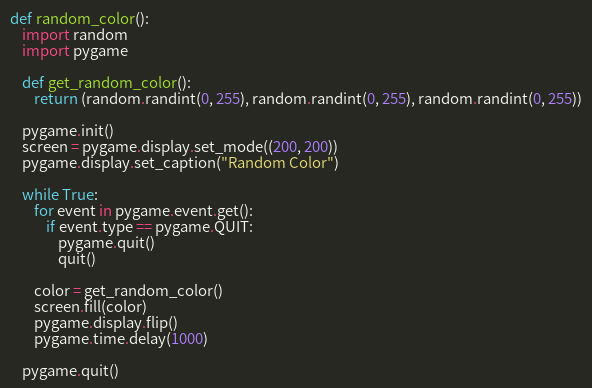 def random_color():
    import random
    import pygame

    def get_random_color():
        return (random.randint(0, 255), random.randint(0, 255), random.randint(0, 255))

    pygame.init()
    screen = pygame.display.set_mode((200, 200))
    pygame.display.set_caption("Random Color")

    while True:
        for event in pygame.event.get():
            if event.type == pygame.QUIT:
                pygame.quit()
                quit()

        color = get_random_color()
        screen.fill(color)
        pygame.display.flip()
        pygame.time.delay(1000)

    pygame.quit()